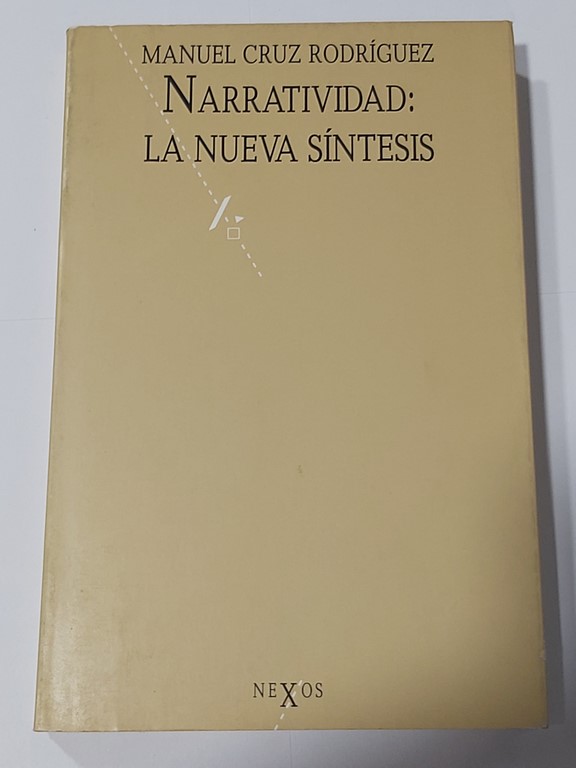 MANUEL CRUZ RODRÍGUEZ
NARRATIVIDAD:
LA NUEVA SÍNTESIS
NEXOS